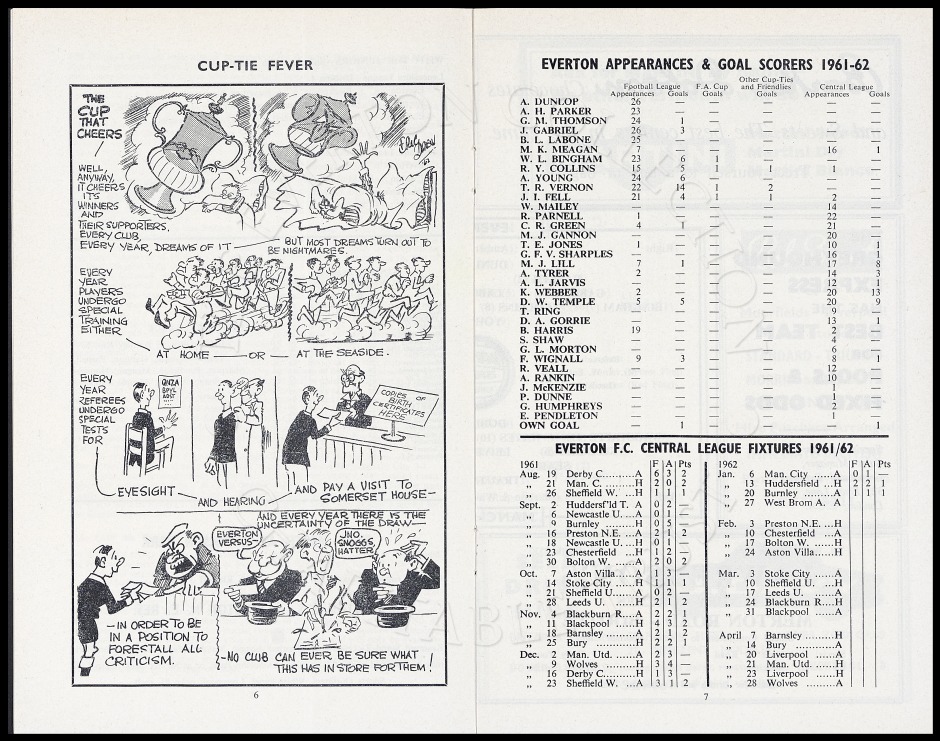 CUP-TIE FEVER
THE
CUP
THAT
CHEERS
WELL,
ANYWAY,
IT CHEERS
ITS
WINNERS
AND
THEIR SUPPORTERS.
EVERY CLUB,
EVERY YEAR, DREAMS OF IT —
BUT MOST DREAMS TURN OUT TO
BE NIGHTMARES.
EVERY
YEAR
PLAYERS
UNDERGO
SPECIAL
TRAINING
EITHER
AT HOME — OR — AT THE SEASIDE.
EVERY
YEAR
REFEREES
UNDERGO
SPECIAL
TESTS
FOR
EYESIGHT —
AND HEARING
COPIES OF
BIRTH
CERTIFICATES
HERE
AND PAY A VISIT TO
SOMERSET HOUSE—
—IN ORDER TO BE
IN A POSITION TO
FORESTALL ALL
CRITICISM.
AND EVERY YEAR THERE IS THE
UNCERTAINTY OF THE DRAW—
EVERTON
VERSUS—
JNO.
SNOGGS,
HATTER
—NO CLUB CAN EVER BE SURE WHAT
THIS HAS IN STORE FOR THEM!
6
EVERTON APPEARANCES & GOAL SCORERS 1961-62
Football League F.A. Cup Other Cup-Ties and Friendlies Central League
Appearances Goals Goals Goals Appearances Goals
A. DUNLOP 26 — — — — —
A. H. PARKER 23 — — — — —
G. M. THOMSON 24 1 — — — —
J. GABRIEL 26 3 — — — —
B. L. LABONE 25 — — — — —
M. K. MEAGAN 7 — — — 16 1
W. L. BINGHAM 23 6 1 — — —
R. Y. COLLINS 15 5 1 — 1 —
A. YOUNG 24 6 — — — —
T. R. VERNON 22 14 1 2 — —
J. I. FELL 21 4 1 1 2 —
W. MAILEY — — — — 14 —
R. PARNELL 1 — — — 22 —
C. R. GREEN 4 1 — — 21 —
M. J. GANNON — — — — 20 —
T. E. JONES 1 — — — 10 1
G. F. V. SHARPLES — — — — 16 1
M. J. LILL 7 1 — — 17 8
A. TYRER 2 — — — 14 3
A. L. JARVIS — — — — 12 1
K. WEBBER 2 — — — 20 13
D. W. TEMPLE 5 5 — — 20 9
T. RING — — — — 9 —
D. A. GORRIE — — — — 13 —
B. HARRIS 19 — — — 2 —
S. SHAW — — — — 4 —
G. L. MORTON — — — — 6 —
F. WIGNALL 9 3 — — 8 1
R. VEALL — — — — 12 —
A. RANKIN — — — — 10 —
J. McKENZIE — — — — 1 —
P. DUNNE — — — — 1 —
G. HUMPHREYS — — — — 2 —
E. PENDLETON — — — — 1 —
OWN GOAL — 1 — — — 1
EVERTON F.C. CENTRAL LEAGUE FIXTURES 1961/62
1961 F A Pts
Aug. 19 Derby C..........A 6 3 2
„ 21 Man. C. ........H 2 0 2
„ 26 Sheffield W. ...H 1 1 1
Sept. 2 Hudders'ld T. A 0 2 —
„ 6 Newcastle U. ...A 0 1 —
„ 9 Burnley .........H 0 5 —
„ 16 Preston N.E. ...A 2 1 2
„ 18 Newcastle U. ...H 0 1 —
„ 23 Chesterfield ...H 1 2 —
„ 30 Bolton W. ......A 2 0 2
Oct. 7 Aston Villa......A 1 3 —
„ 14 Stoke City ......H 1 1 1
„ 21 Sheffield U.......A 0 2 —
„ 28 Leeds U. ........H 2 1 2
Nov. 4 Blackburn R....A 2 2 1
„ 11 Blackpool ......H 4 3 2
„ 18 Barnsley .........A 2 1 2
„ 25 Bury ............H 2 2 1
Dec. 2 Man. Utd. ......A 2 3 —
„ 9 Wolves .........H 3 4 —
„ 16 Derby C..........H 1 3 —
„ 23 Sheffield W. ...A 3 1 2
1962 F A Pts
Jan. 6 Man. City ......A 0 1 —
„ 13 Huddersfield ...H 2 2 1
„ 20 Burnley .........A 1 1 1
„ 27 West Brom A. A
Feb. 3 Preston N.E. ...H
„ 10 Chesterfield ...A
„ 17 Bolton W. ......H
„ 24 Aston Villa......H
Mar. 3 Stoke City ......A
„ 10 Sheffield U. ...H
„ 17 Leeds U. ........A
„ 24 Blackburn R....H
„ 31 Blackpool ......A
April 7 Barnsley .........H
„ 14 Bury ............A
„ 20 Liverpool ......A
„ 21 Man. Utd. ......H
„ 23 Liverpool ......H
„ 28 Wolves .........A
7